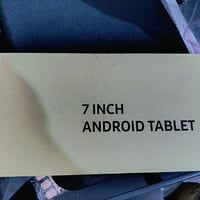 7 INCH
ANDROID TABLET